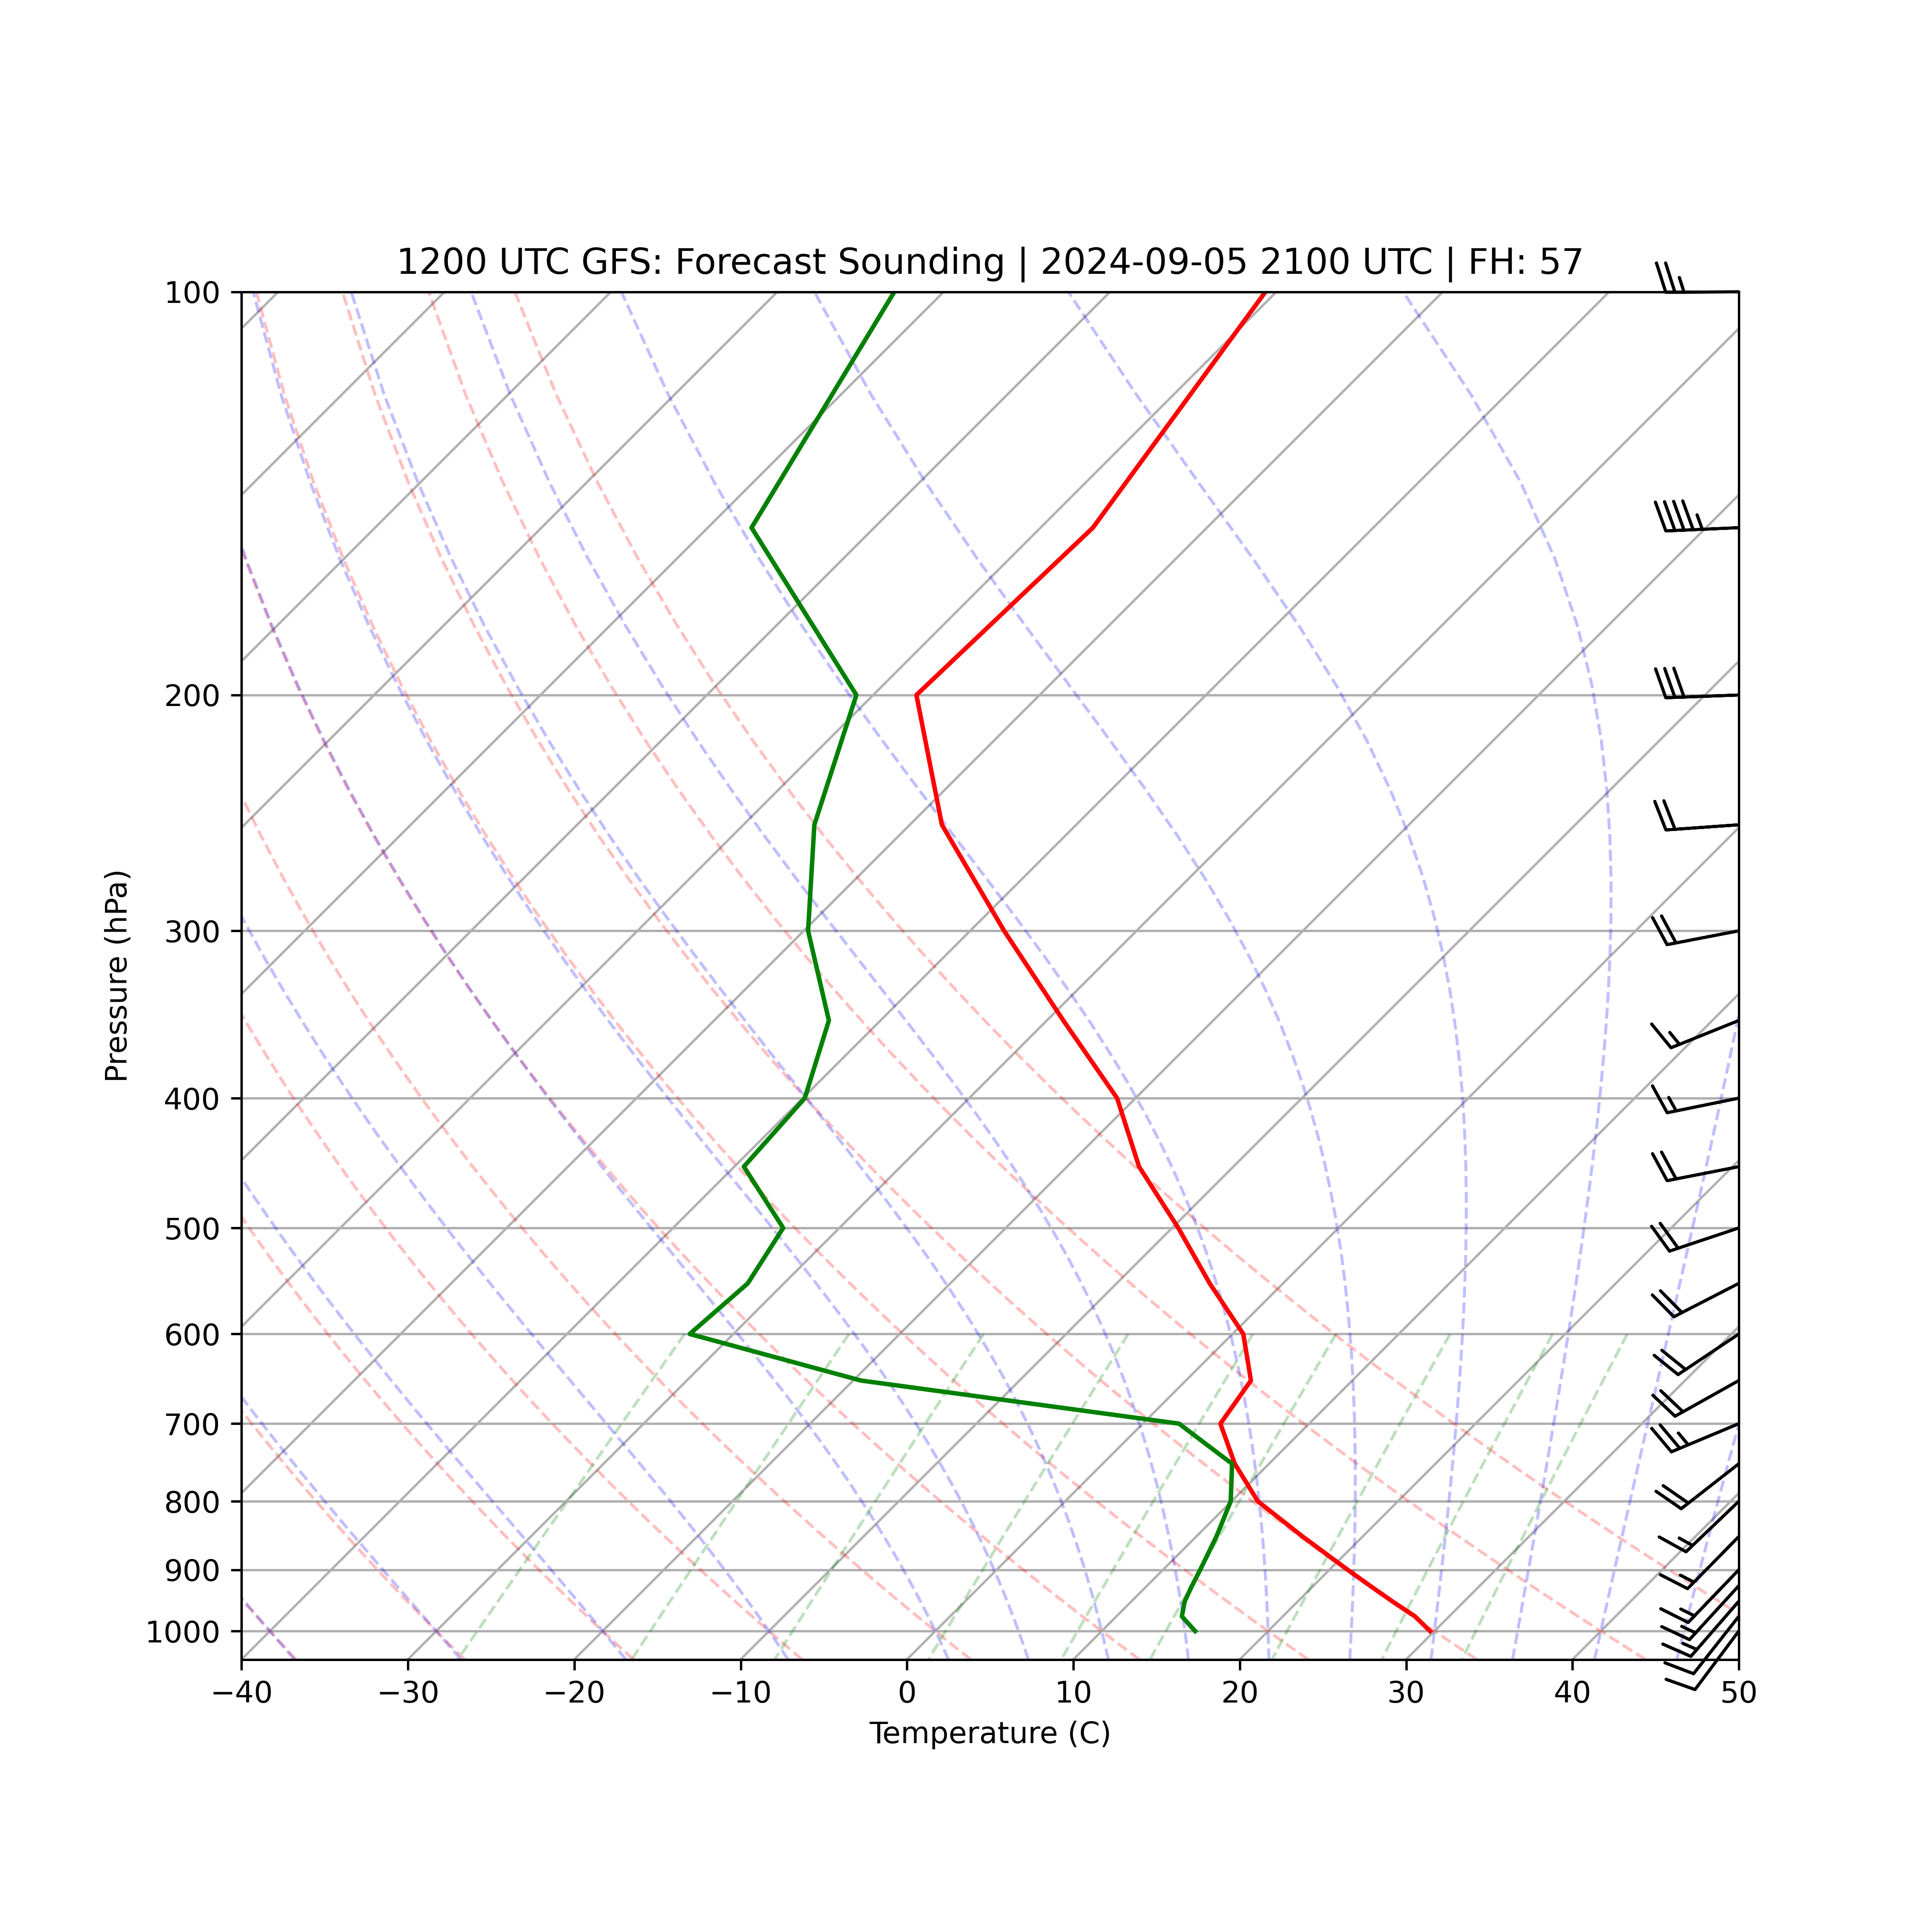 1200 UTC GFS: Forecast Sounding | 2024-09-05 2100 UTC | FH: 57
100
200
300
400
500
600
700
800
900
1000
Pressure (hPa)
−40 −30 −20 −10 0 10 20 30 40 50
Temperature (C)